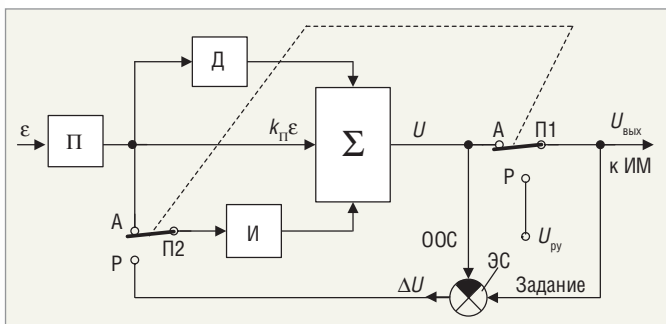 Д
ε
П
k_П ε
Σ
U
А
П1
U_вых
к ИМ
Р
А
П2
И
Р
U_ру
ООС
ЭС
Задание
ΔU